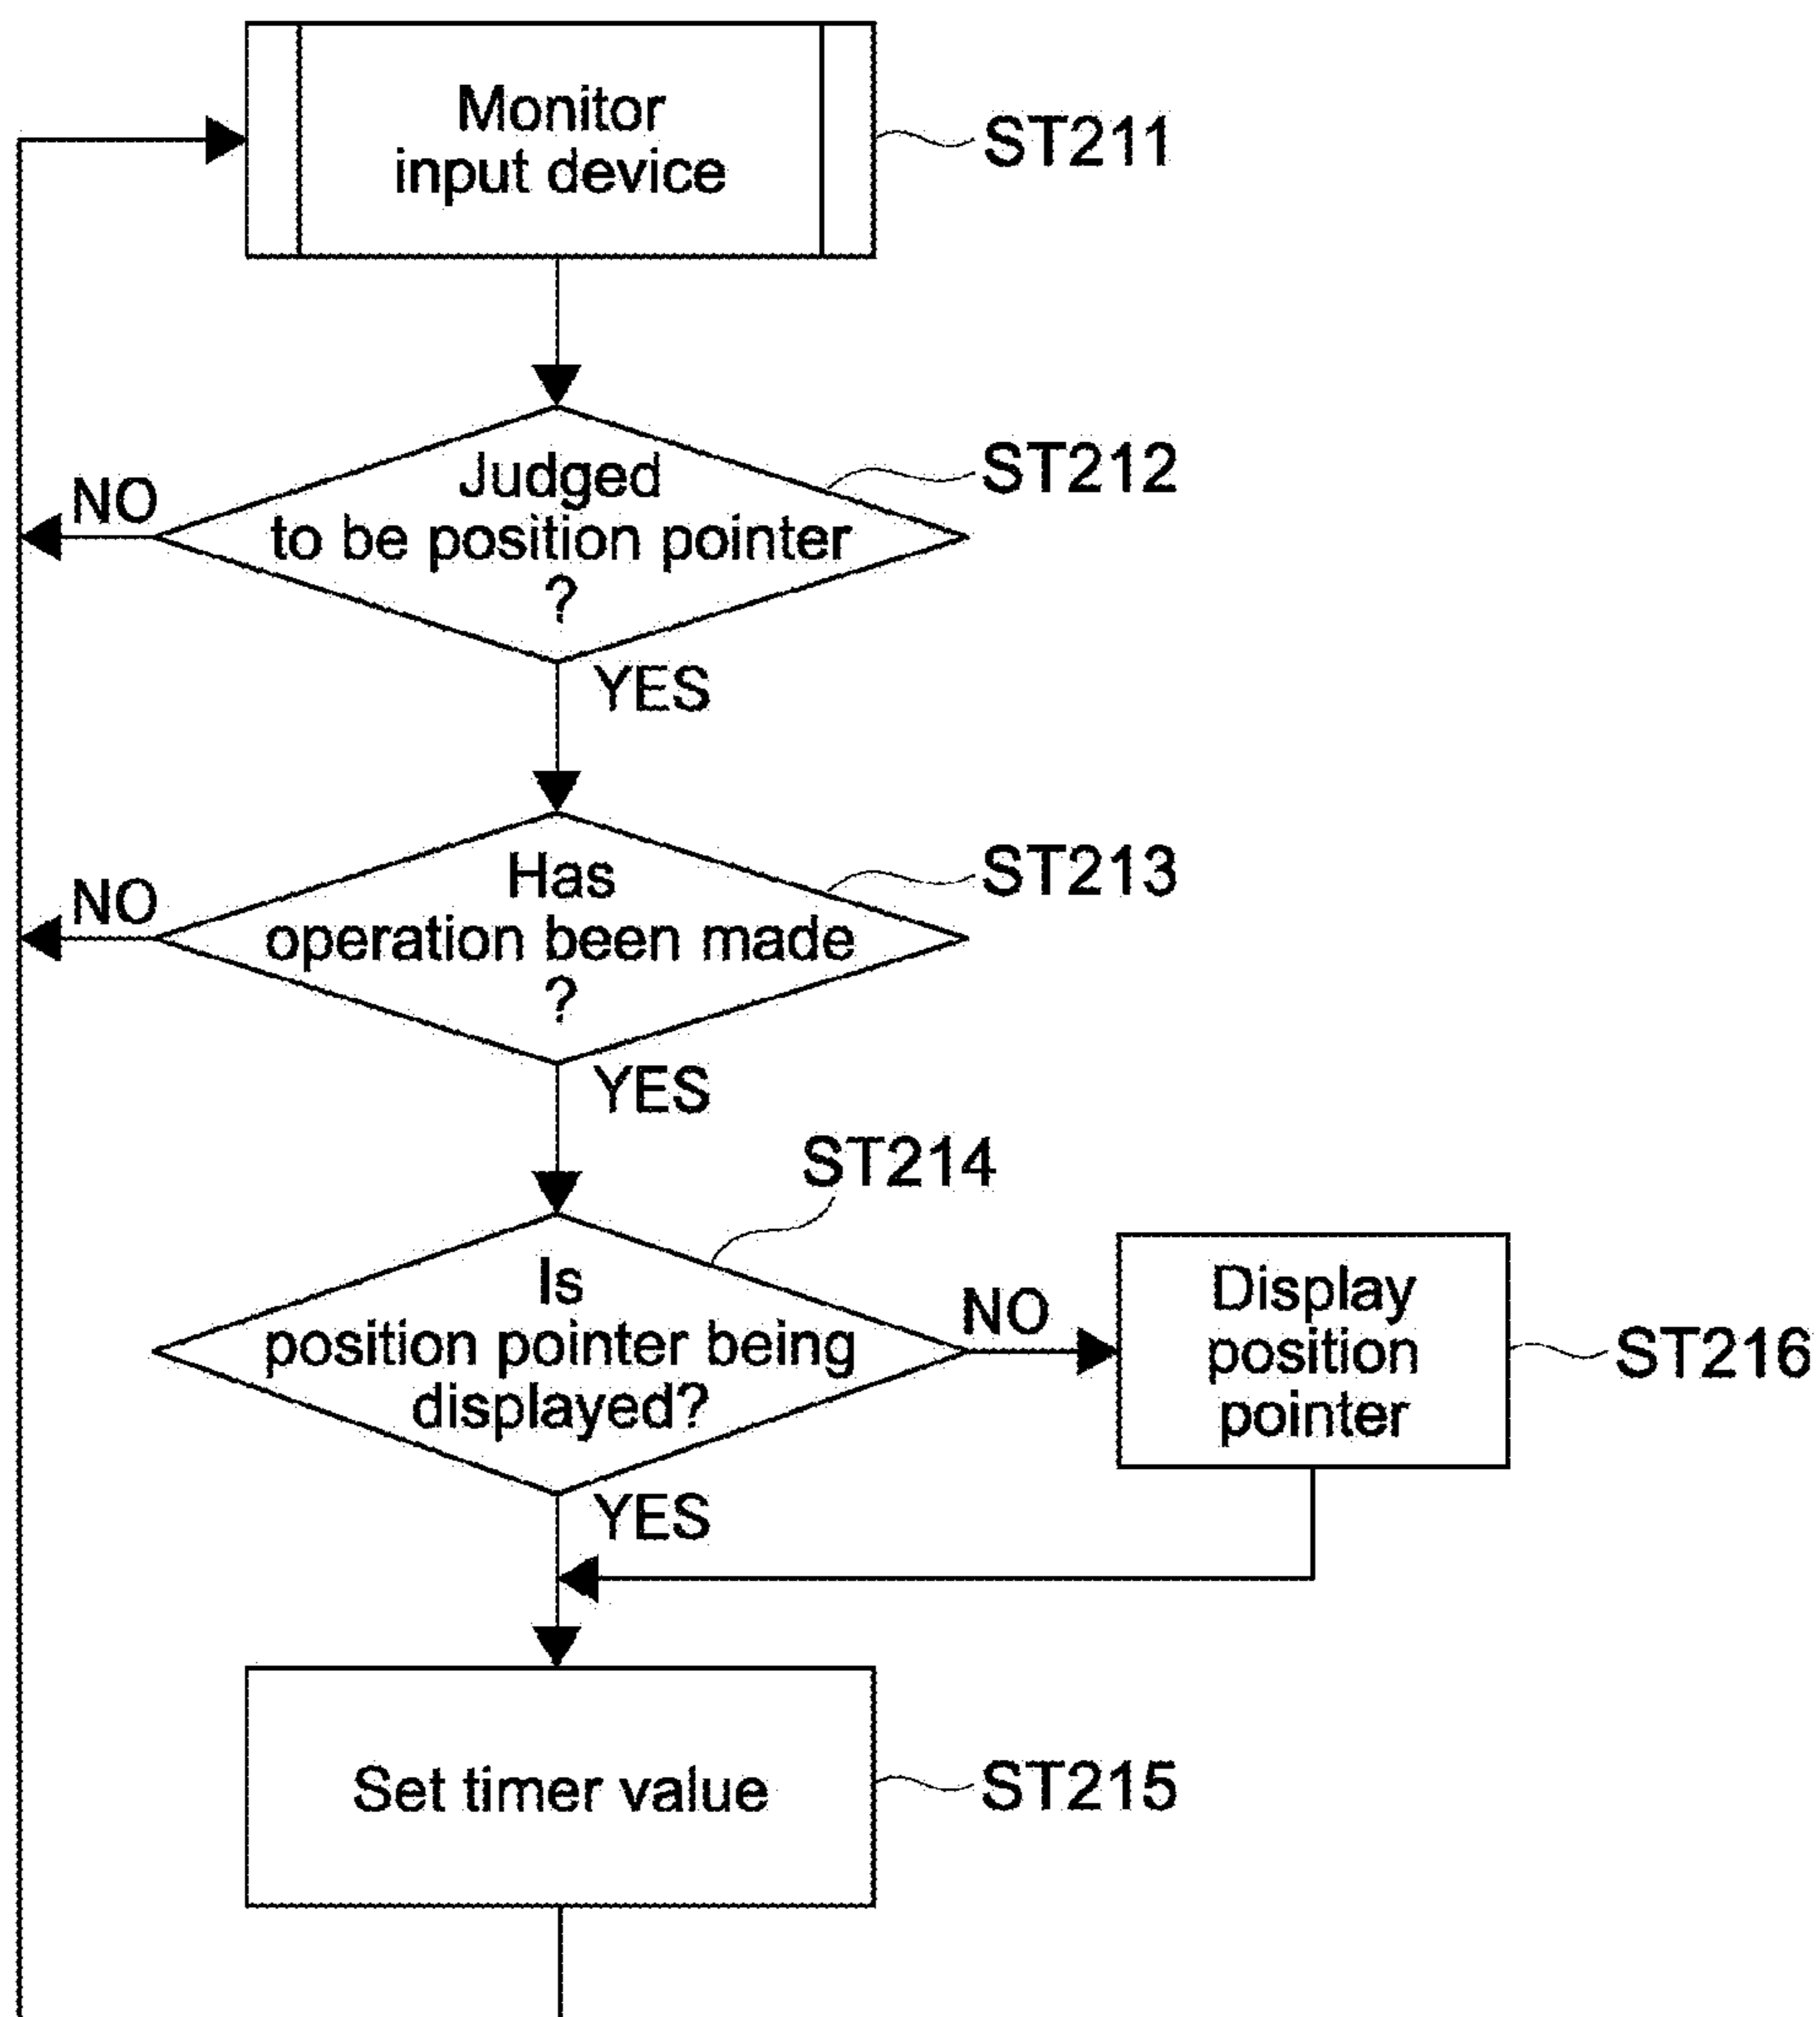 Monitor
input device
ST211
Judged
to be position pointer
?
ST212
NO
YES
Has
operation been made
?
ST213
NO
YES
ST214
Is
position pointer being
displayed?
NO
Display
position
pointer
ST216
YES
Set timer value
ST215